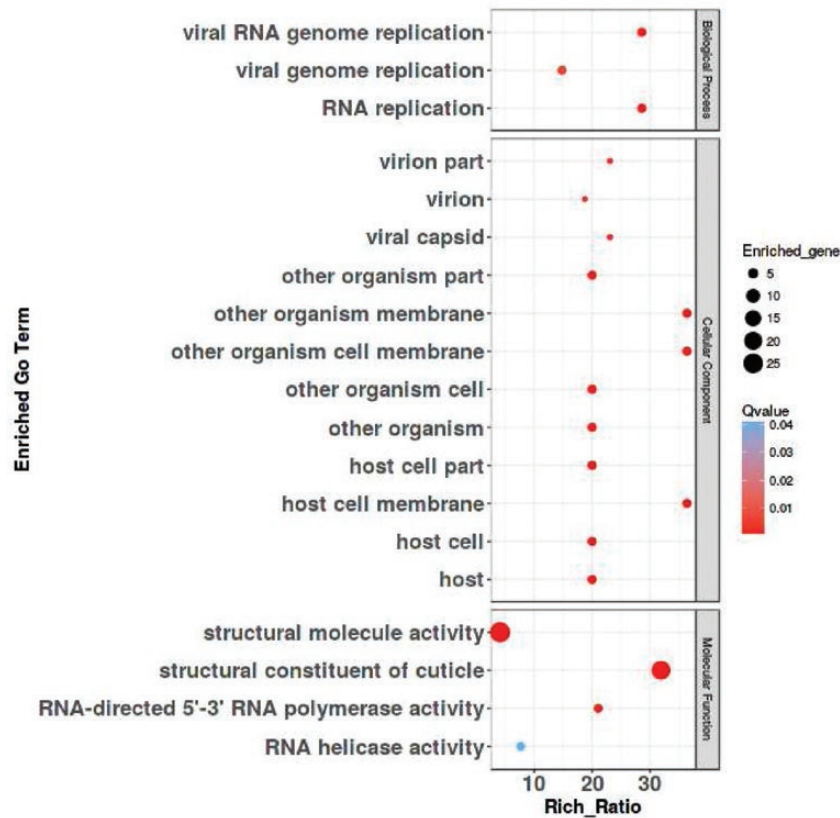 viral RNA genome replication
viral genome replication
RNA replication
Biological Process
virion part
virion
viral capsid
other organism part
other organism membrane
other organism cell membrane
other organism cell
other organism
host cell part
host cell membrane
host cell
host
Cellular Component
structural molecule activity
structural constituent of cuticle
RNA-directed 5'-3' RNA polymerase activity
RNA helicase activity
Molecular Function
10 20 30
Rich_Ratio
Enriched Go Term
Enriched_gene
5
10
15
20
25
Qvalue
0.04
0.03
0.02
0.01